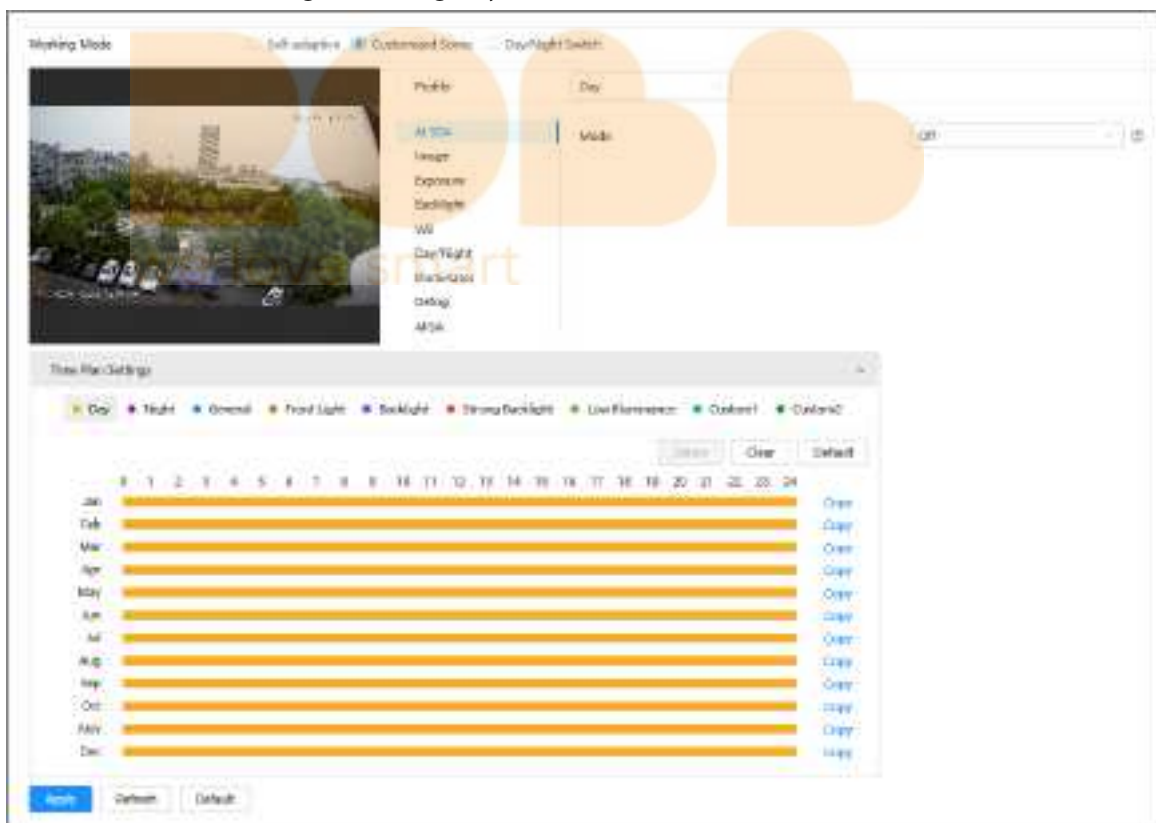 Working Mode Self-adaptive Customized Scene Day/Night Switch
Profile Day
AI SSA Mode Off
Image
Exposure
Backlight
WB
Day/Night
Illuminator
Defog
we love smart
Time Plan Settings
Day Night General Front Light Backlight Strong Backlight Low Illuminance Custom1 Custom2
Clear Default
0 1 2 3 4 5 6 7 8 9 10 11 12 13 14 15 16 17 18 19 20 21 22 23 24
Jan Copy
Feb Copy
Mar Copy
Apr Copy
May Copy
Jun Copy
Jul Copy
Aug Copy
Sep Copy
Oct Copy
Nov Copy
Dec Copy
Apply Refresh Default